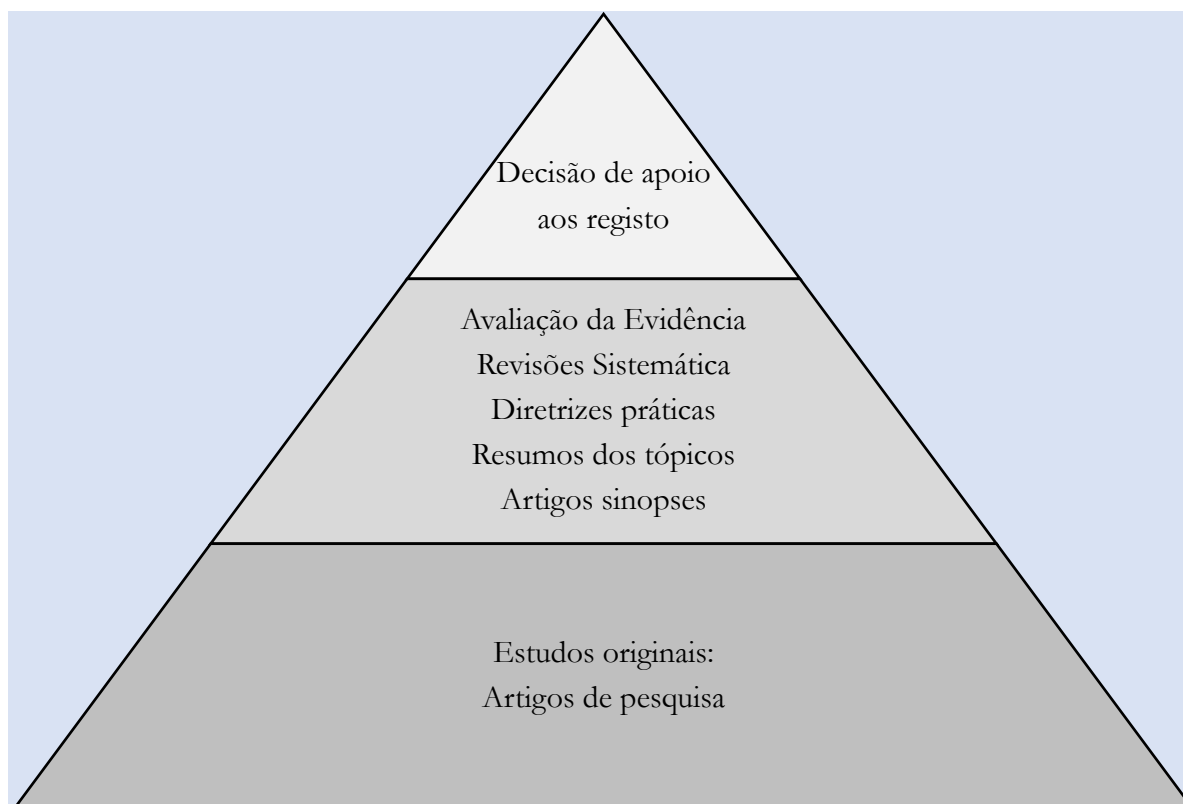 Decisão de apoio
aos registo
Avaliação da Evidência
Revisões Sistemática
Diretrizes práticas
Resumos dos tópicos
Artigos sinopses
Estudos originais:
Artigos de pesquisa